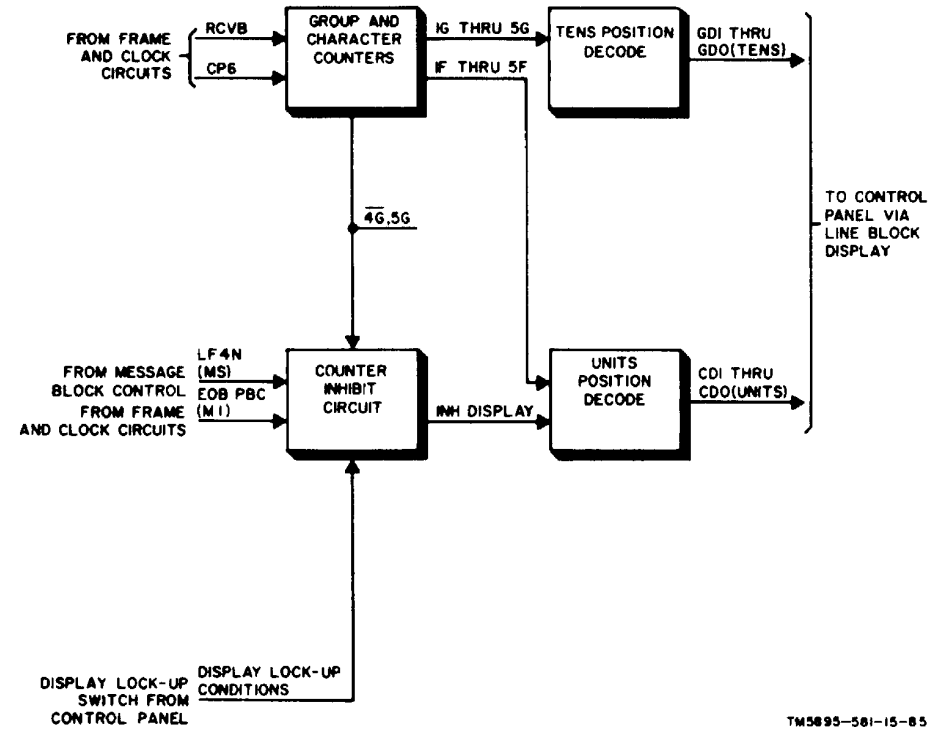 FROM FRAME
AND CLOCK
CIRCUITS
RCVB
CP6
GROUP AND
CHARACTER
COUNTERS
IG THRU 5G
IF THRU 5F
TENS POSITION
DECODE
GDI THRU
GDO(TENS)
4̅G̅,5G
TO CONTROL
PANEL VIA
LINE BLOCK
DISPLAY
FROM MESSAGE
BLOCK CONTROL
LF4N
(MS)
FROM FRAME
AND CLOCK CIRCUITS
EOB PBC
(MI)
COUNTER
INHIBIT
CIRCUIT
INH DISPLAY
UNITS
POSITION
DECODE
CDI THRU
CDO(UNITS)
DISPLAY LOCK-UP
SWITCH FROM
CONTROL PANEL
DISPLAY LOCK-UP
CONDITIONS
TM5895-581-15-85